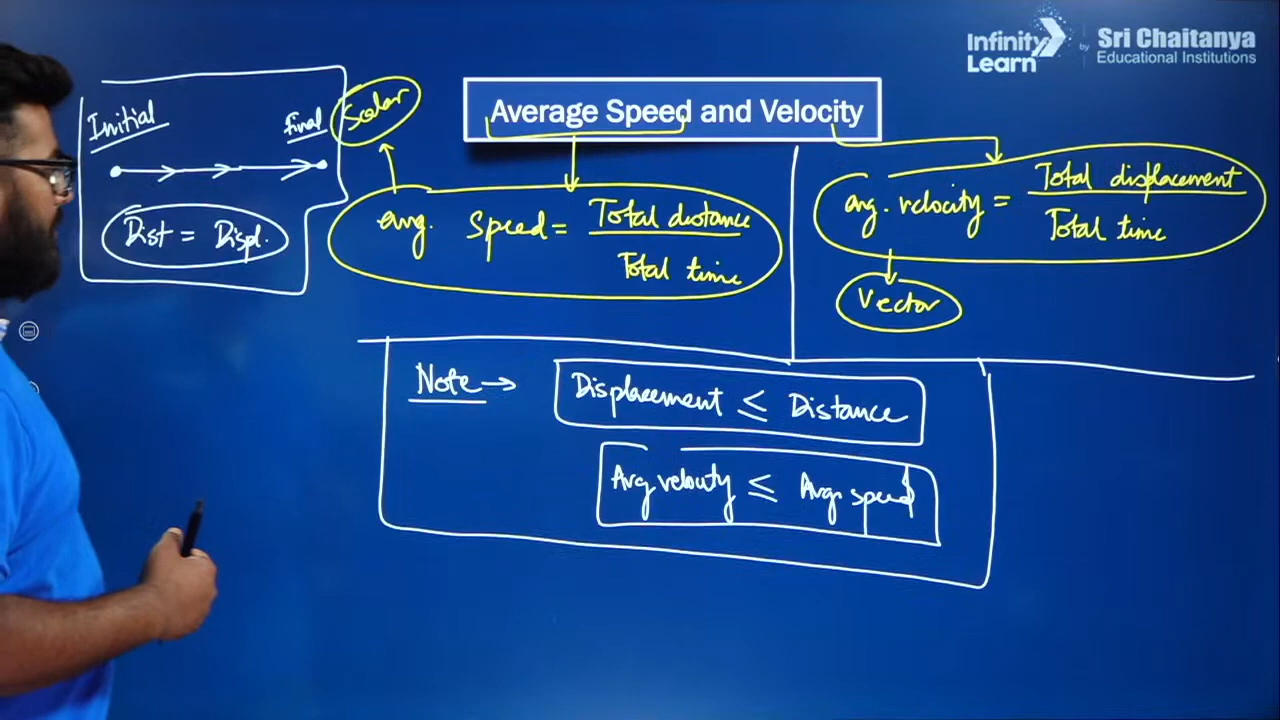 Infinity Learn by Sri Chaitanya Educational Institutions
Average Speed and Velocity
Initial
final
Dist = Displ.
Scalar
avg. Speed = Total distance
Total time
avg. velocity = Total displacement
Total time
Vector
Note → Displacement ≤ Distance
Avg velocity ≤ Avg. speed